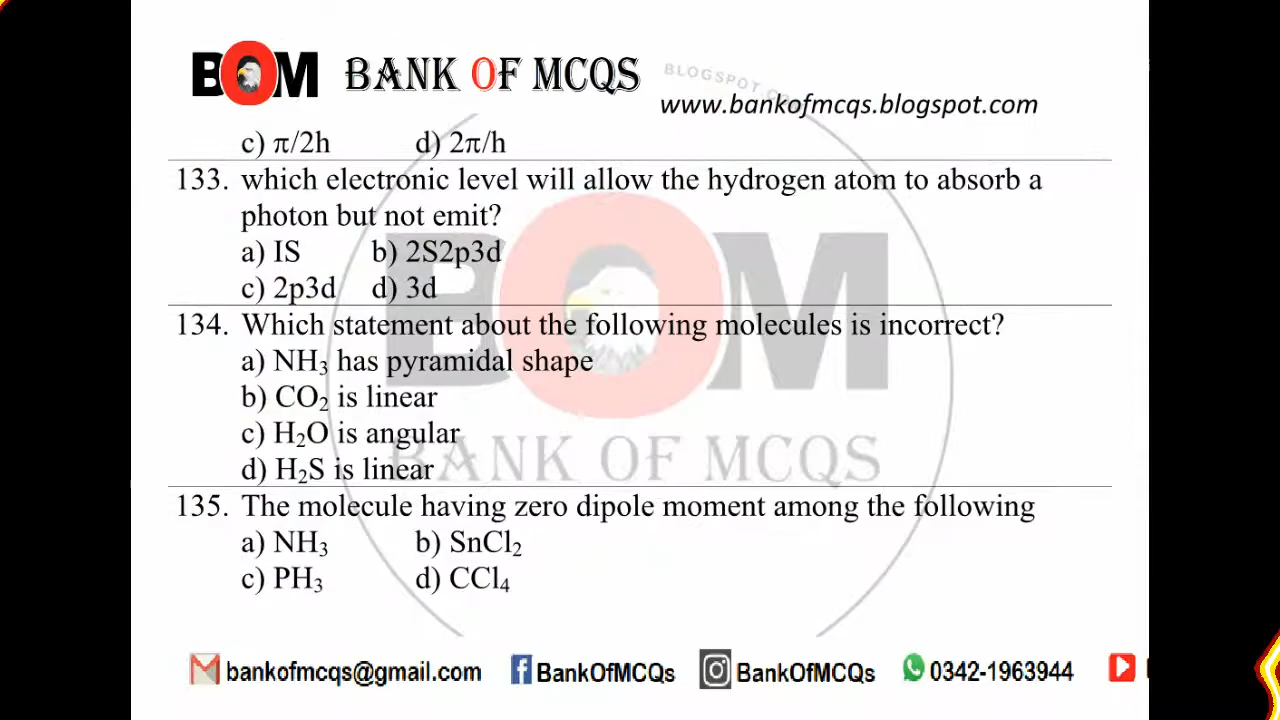 BOM BANK OF MCQS
BLOGSPOT.CO
www.bankofmcqs.blogspot.com
c) π/2h d) 2π/h
133. which electronic level will allow the hydrogen atom to absorb a
photon but not emit?
a) IS b) 2S2p3d
c) 2p3d d) 3d
134. Which statement about the following molecules is incorrect?
a) NH₃ has pyramidal shape
b) CO₂ is linear
c) H₂O is angular
d) H₂S is linear
135. The molecule having zero dipole moment among the following
a) NH₃ b) SnCl₂
c) PH₃ d) CCl₄
BOM
BANK OF MCQS
bankofmcqs@gmail.com BankOfMCQs BankOfMCQs 0342-1963944